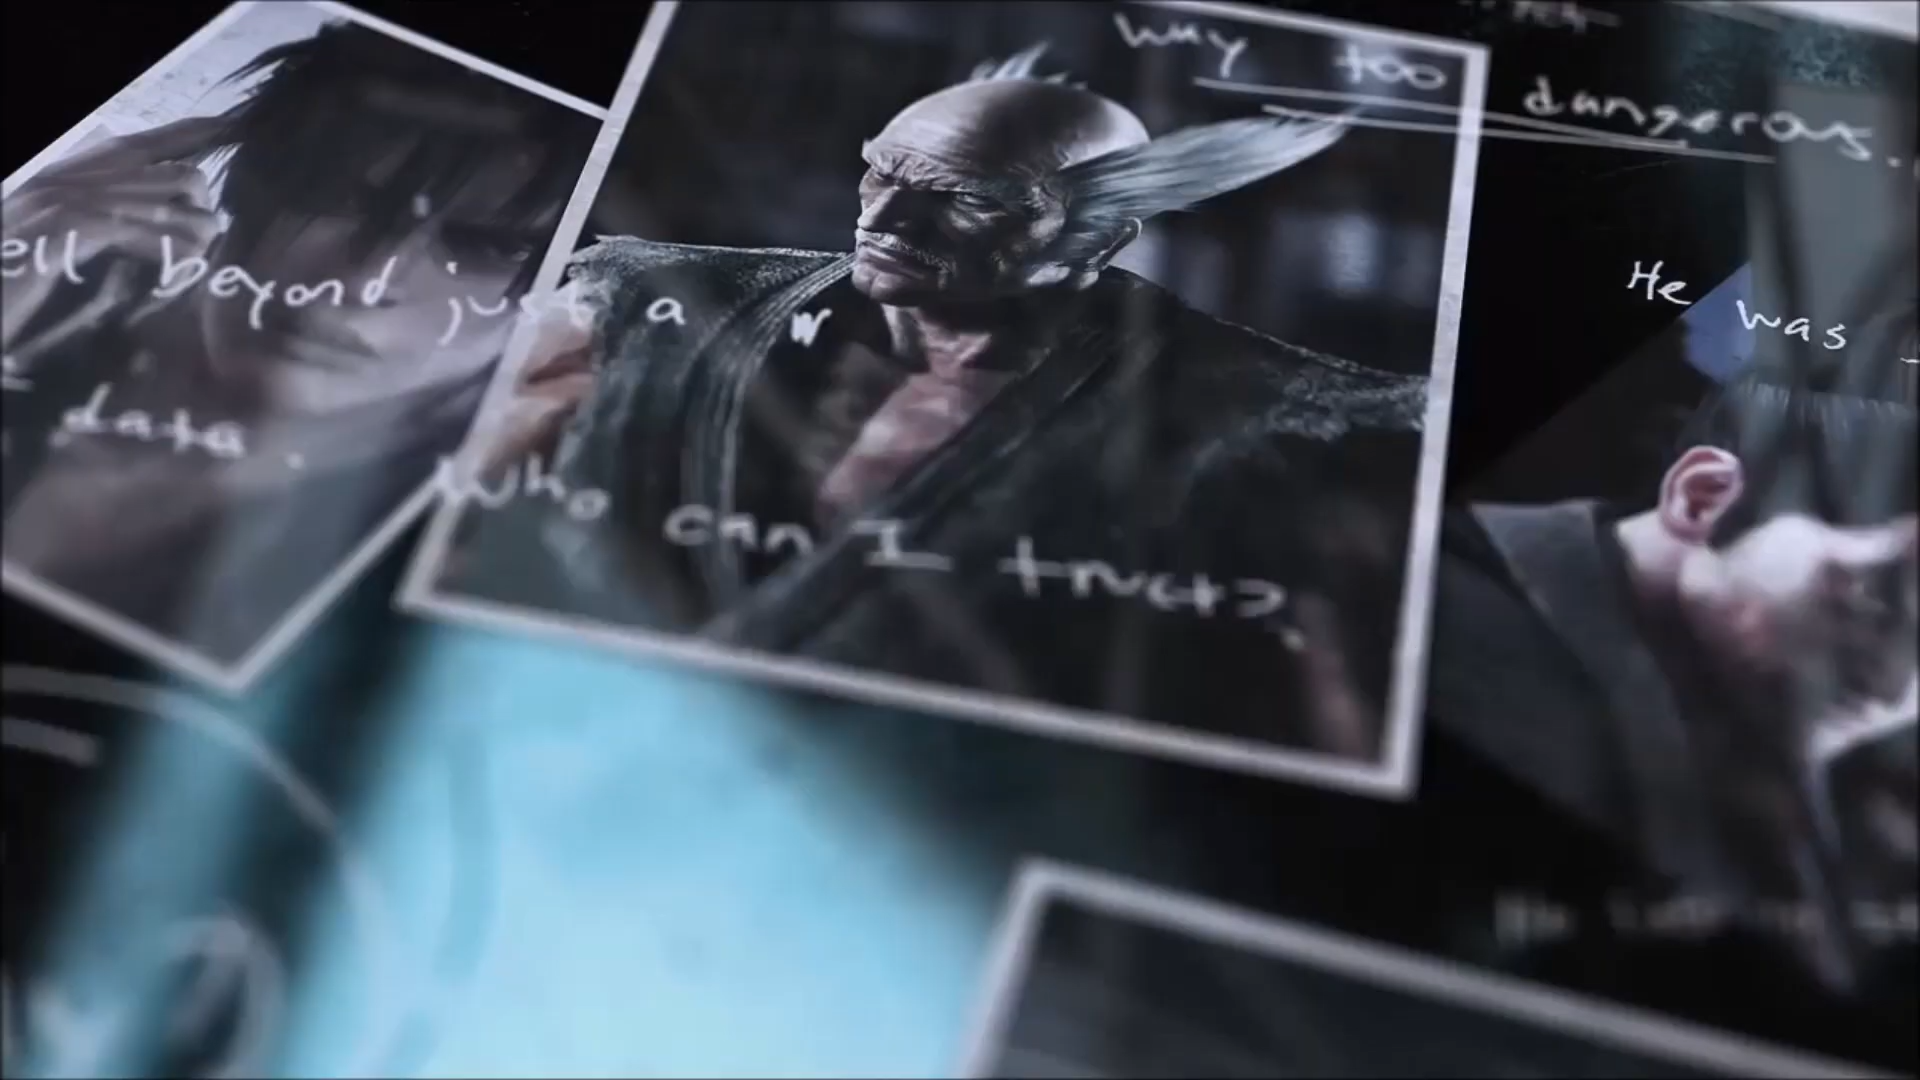 way too dangerous.
ell beyond just a w
He was
data.
Who can I trust?